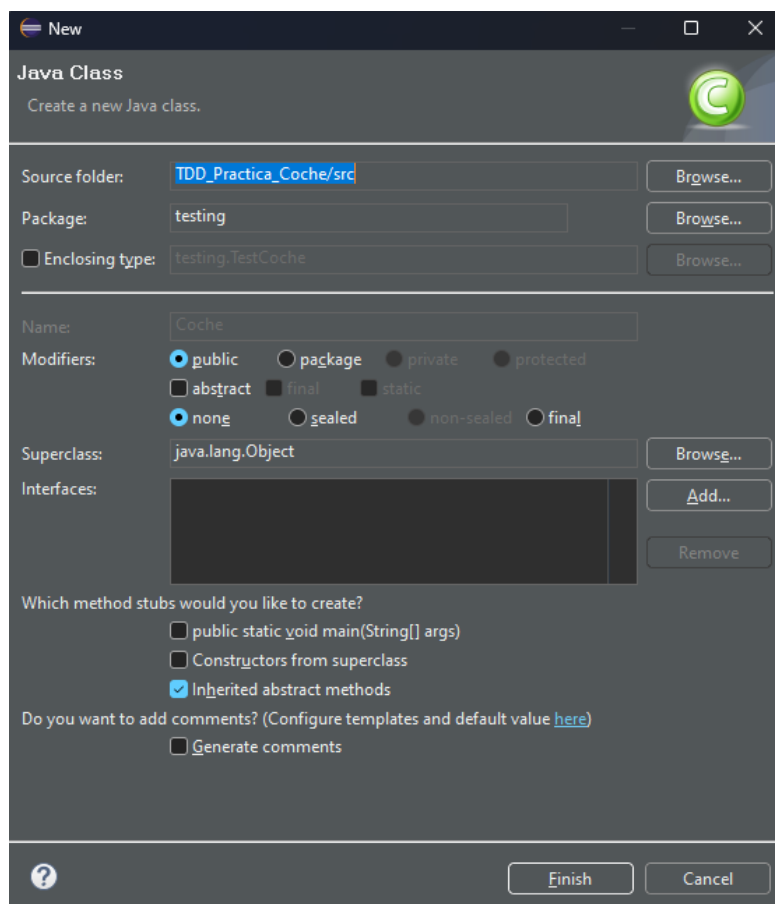 New
Java Class
Create a new Java class.
Source folder: TDD_Practica_Coche/src Browse...
Package: testing Browse...
Enclosing type: testing.TestCoche Browse...
Name: Coche
Modifiers: public package private protected
abstract final static
none sealed non-sealed final
Superclass: java.lang.Object Browse...
Interfaces: Add...
Remove
Which method stubs would you like to create?
public static void main(String[] args)
Constructors from superclass
Inherited abstract methods
Do you want to add comments? (Configure templates and default value here)
Generate comments
? Finish Cancel